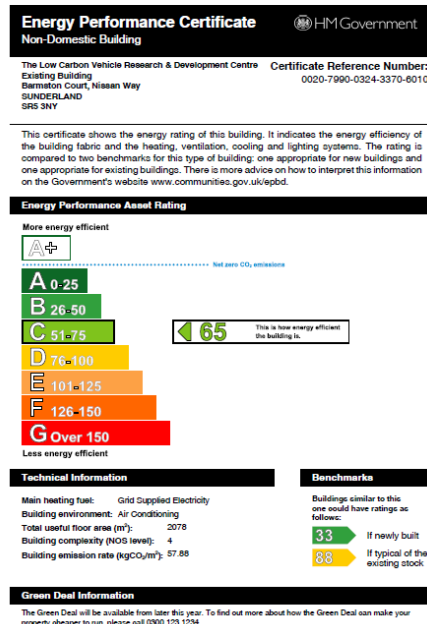 Energy Performance Certificate
HM Government
Non-Domestic Building
The Low Carbon Vehicle Research & Development Centre
Existing Building
Barmston Court, Nissan Way
SUNDERLAND
SR5 3NY
Certificate Reference Number:
0020-7990-0324-3370-6010
This certificate shows the energy rating of this building. It indicates the energy efficiency of
the building fabric and the heating, ventilation, cooling and lighting systems. The rating is
compared to two benchmarks for this type of building: one appropriate for new buildings and
one appropriate for existing buildings. There is more advice on how to interpret this information
on the Government's website www.communities.gov.uk/epbd.
Energy Performance Asset Rating
More energy efficient
A+
Net zero CO₂ emissions
A 0-25
B 26-50
C 51-75
65
This is how energy efficient
the building is.
D 76-100
E 101-125
F 126-150
G Over 150
Less energy efficient
Technical Information
Main heating fuel: Grid Supplied Electricity
Building environment: Air Conditioning
Total useful floor area (m²): 2078
Building complexity (NOS level): 4
Building emission rate (kgCO₂/m²): 57.88
Benchmarks
Buildings similar to this
one could have ratings as
follows:
33 If newly built
88 If typical of the
existing stock
Green Deal Information
The Green Deal will be available from later this year. To find out more about how the Green Deal can make your
property cheaper to run, please call 0300 123 1234